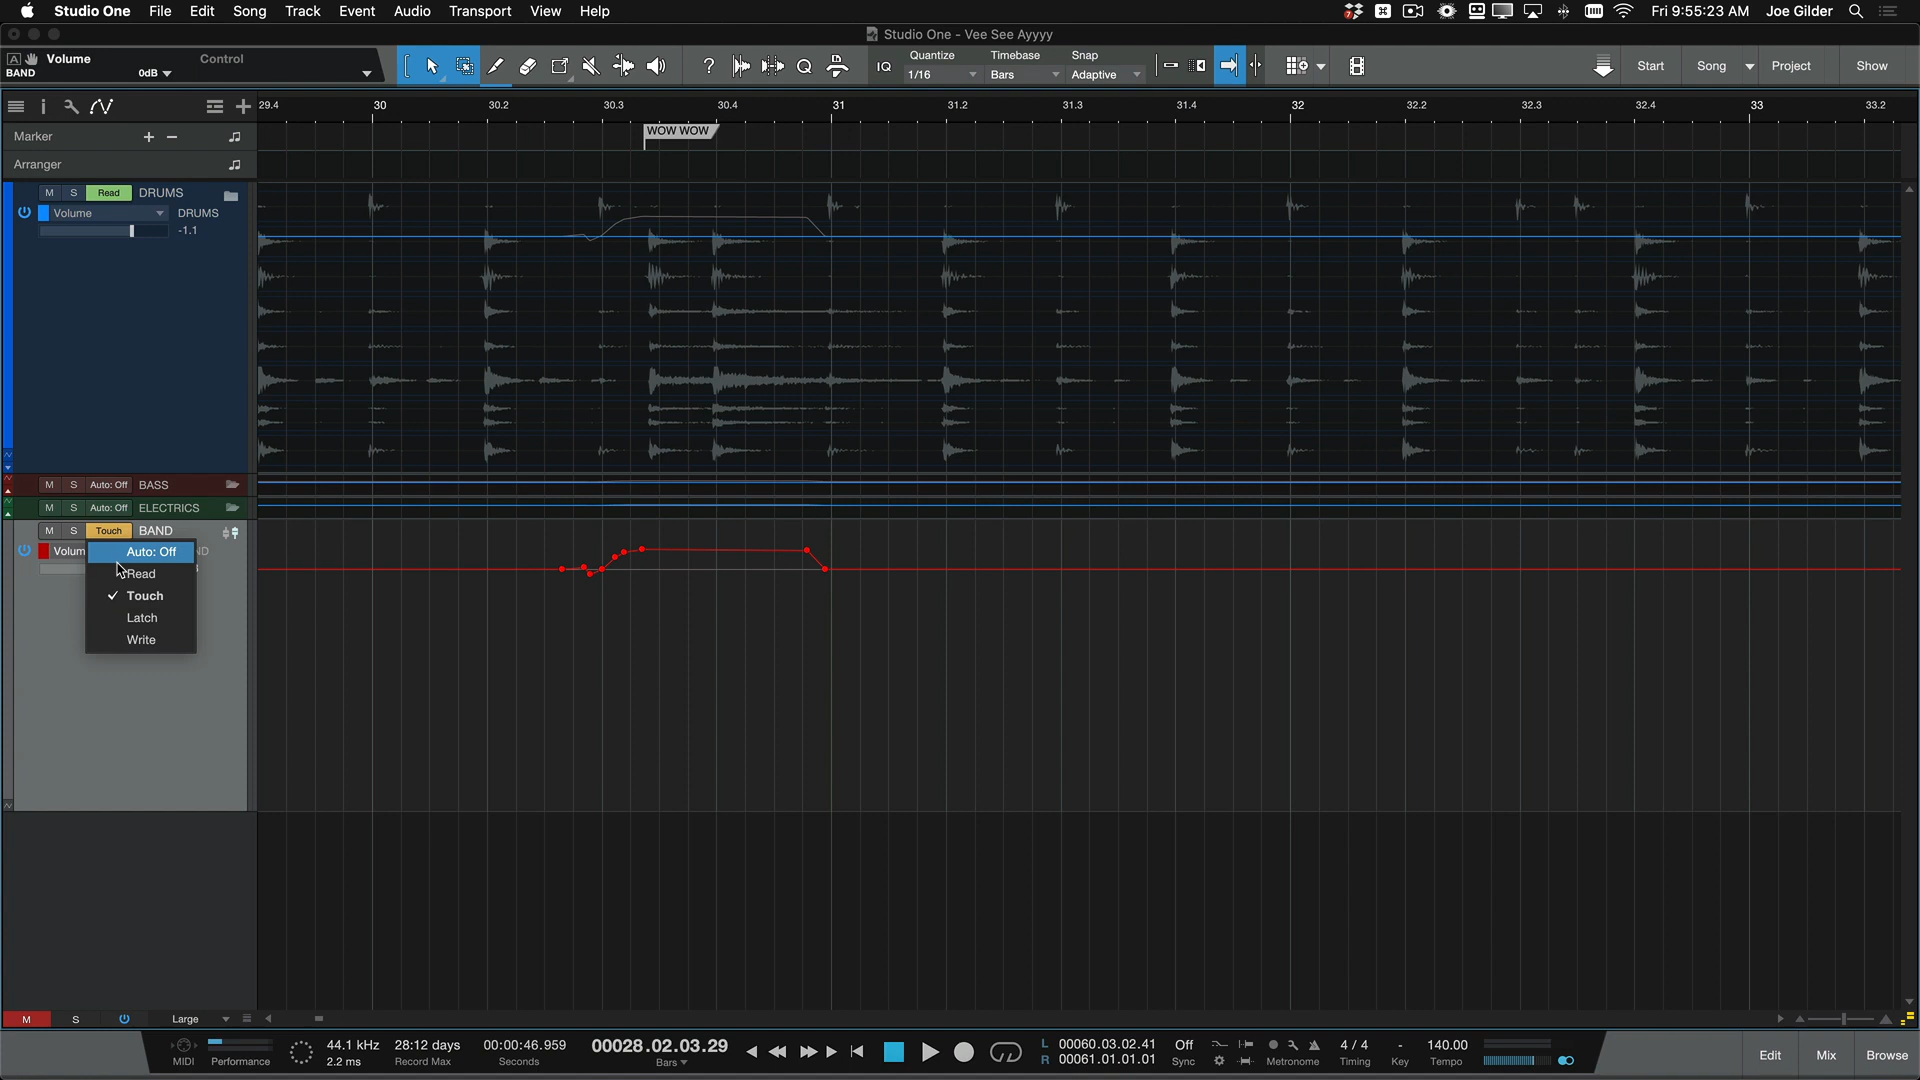 Studio One File Edit Song Track Event Audio Transport View Help
7
Fri 9:55:23 AM Joe Gilder
Studio One - Vee See Ayyyy
A Volume Control
BAND 0dB
IQ
Quantize Timebase Snap
1/16 Bars Adaptive
Start Song Project Show
29.4 30 30.2 30.3 30.4 31 31.2 31.3 31.4 32 32.2 32.3 32.4 33 33.2
Marker
WOW WOW
Arranger
M S Read DRUMS
Volume DRUMS
-1.1
M S Auto: Off BASS
M S Auto: Off ELECTRICS
M S Touch BAND
Volum Auto: Off
Read
Touch
Latch
Write
M S Large
MIDI Performance
44.1 kHz
2.2 ms
28:12 days
Record Max
00:00:46.959
Seconds
00028.02.03.29
Bars
L 00060.03.02.41
R 00061.01.01.01
Off
Sync
Metronome
4 / 4
Timing
-
Key
140.00
Tempo
Edit Mix Browse